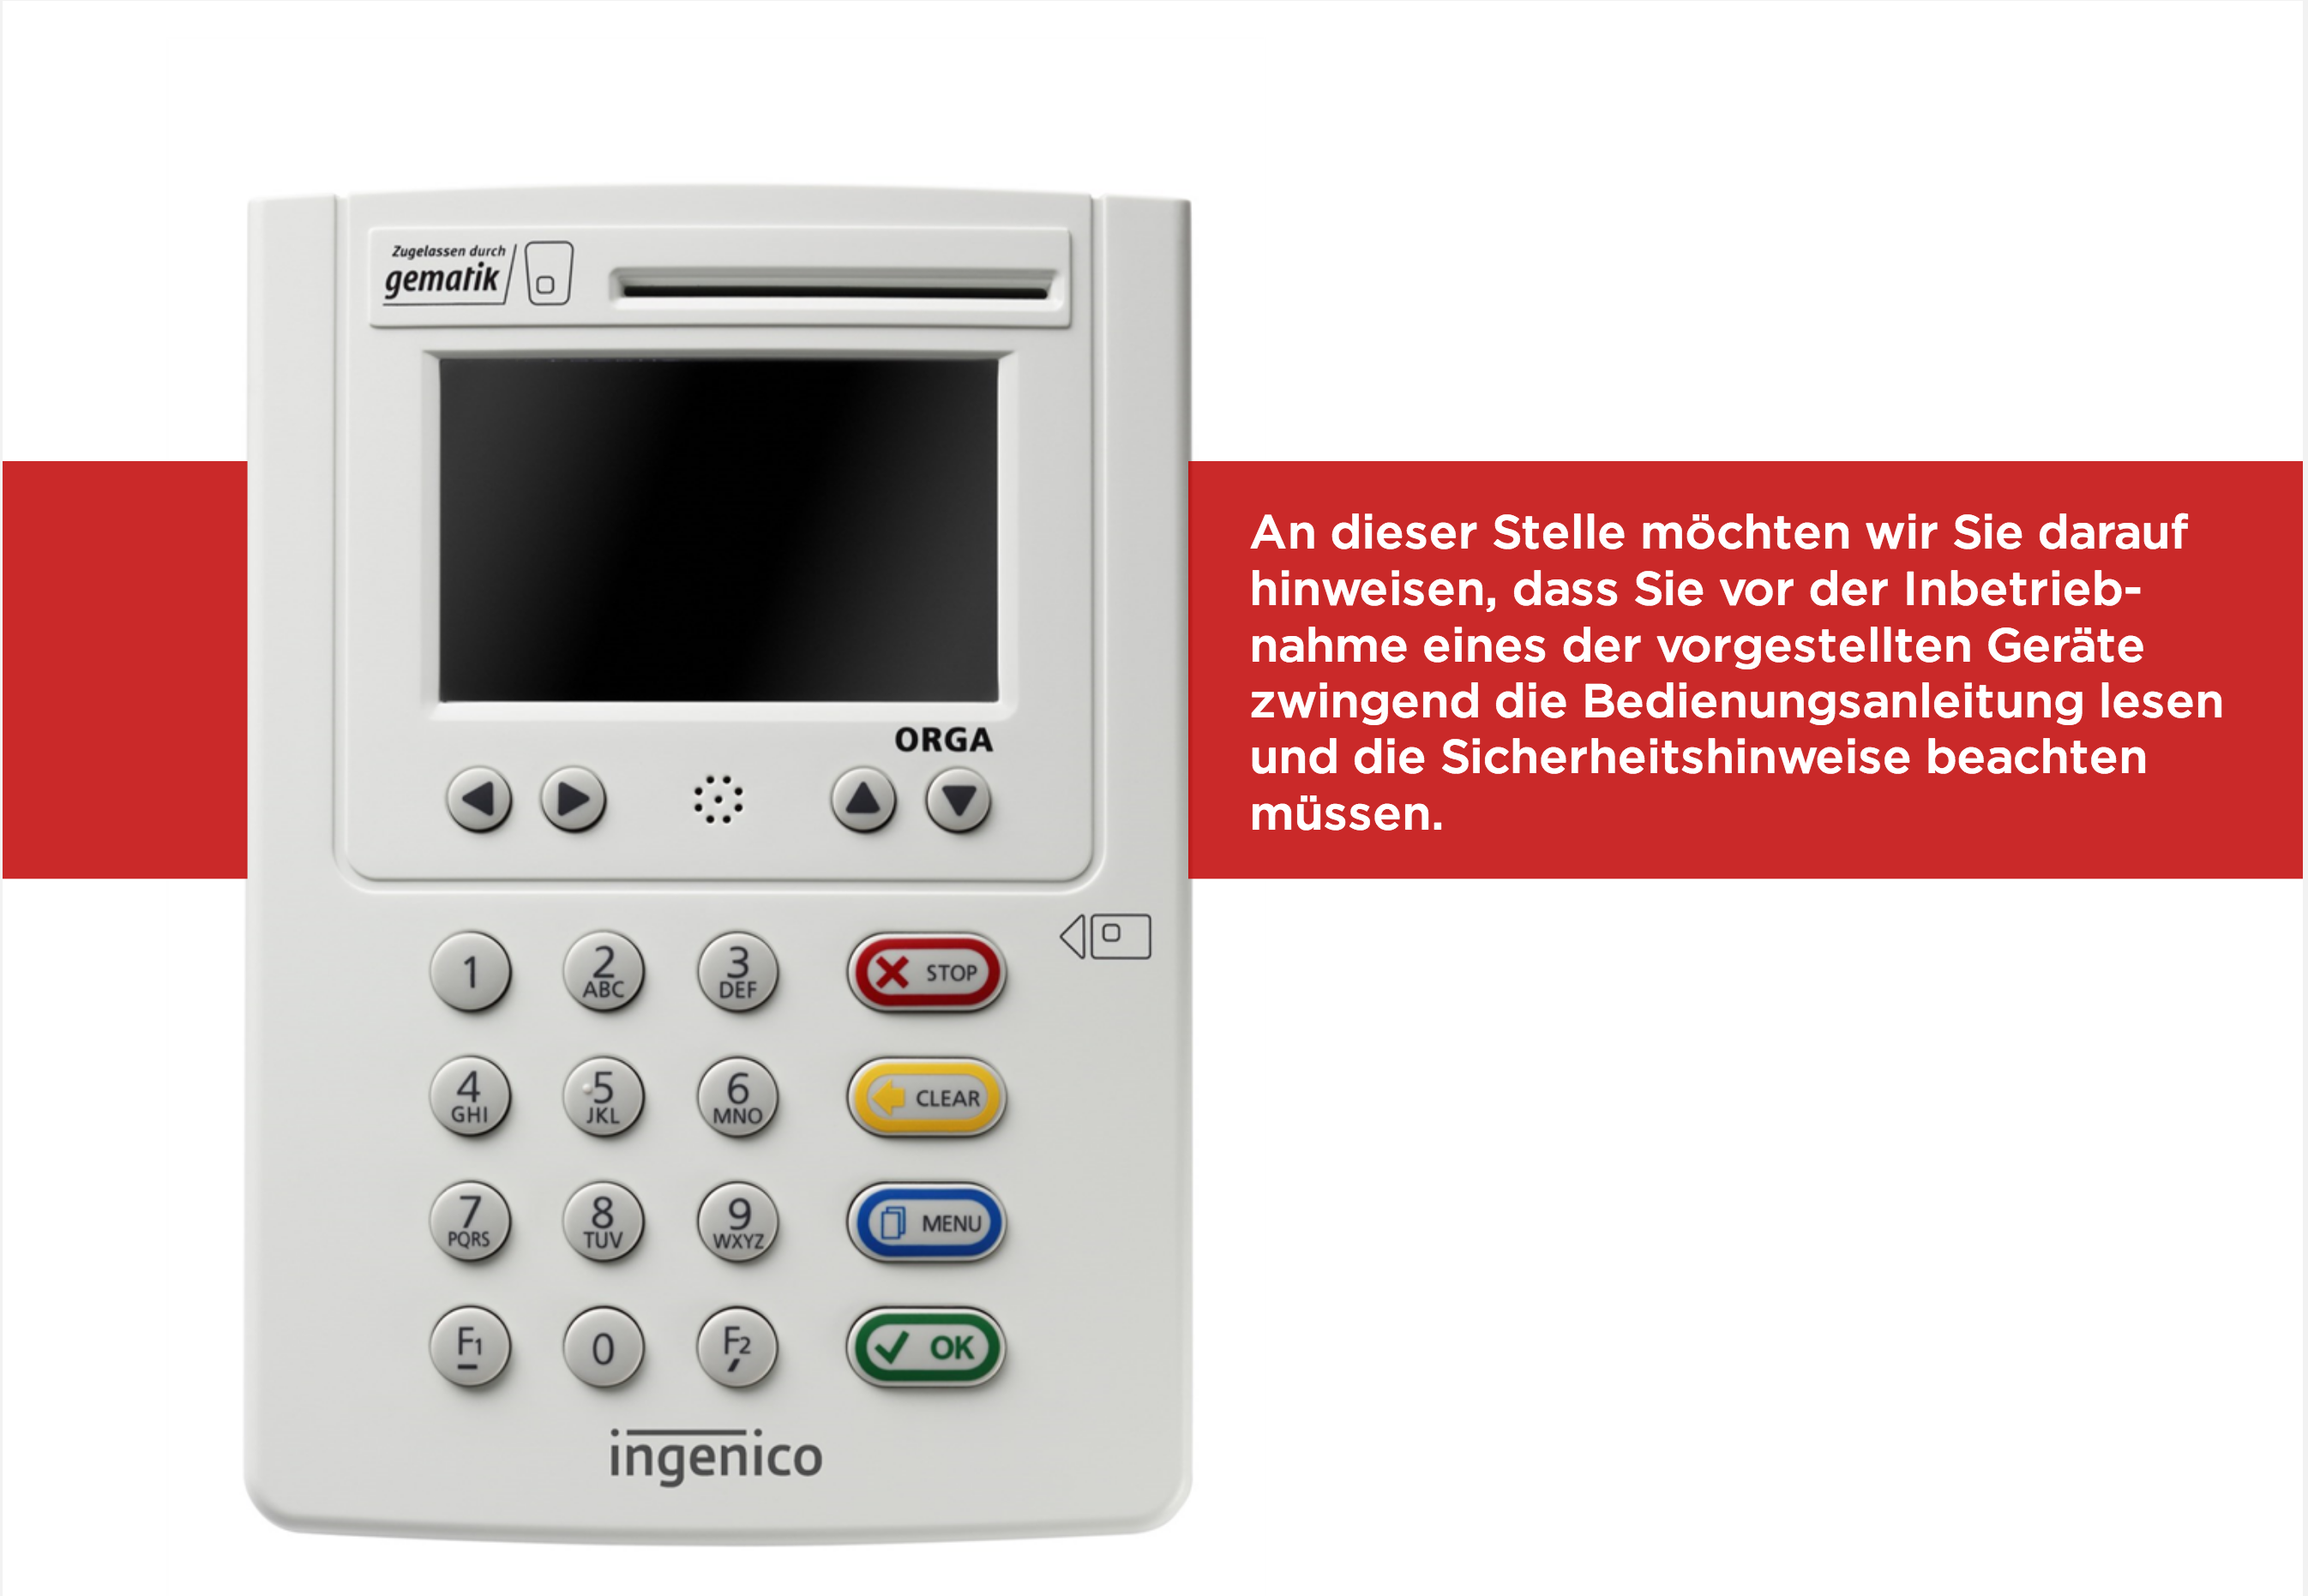 Zugelassen durch
gematik
ORGA
An dieser Stelle möchten wir Sie darauf
hinweisen, dass Sie vor der Inbetrieb-
nahme eines der vorgestellten Geräte
zwingend die Bedienungsanleitung lesen
und die Sicherheitshinweise beachten
müssen.
1 2 3 STOP
ABC DEF
4 5 6 CLEAR
GHI JKL MNO
7 8 9 MENU
PQRS TUV WXYZ
F1 0 F2 OK
ingenico